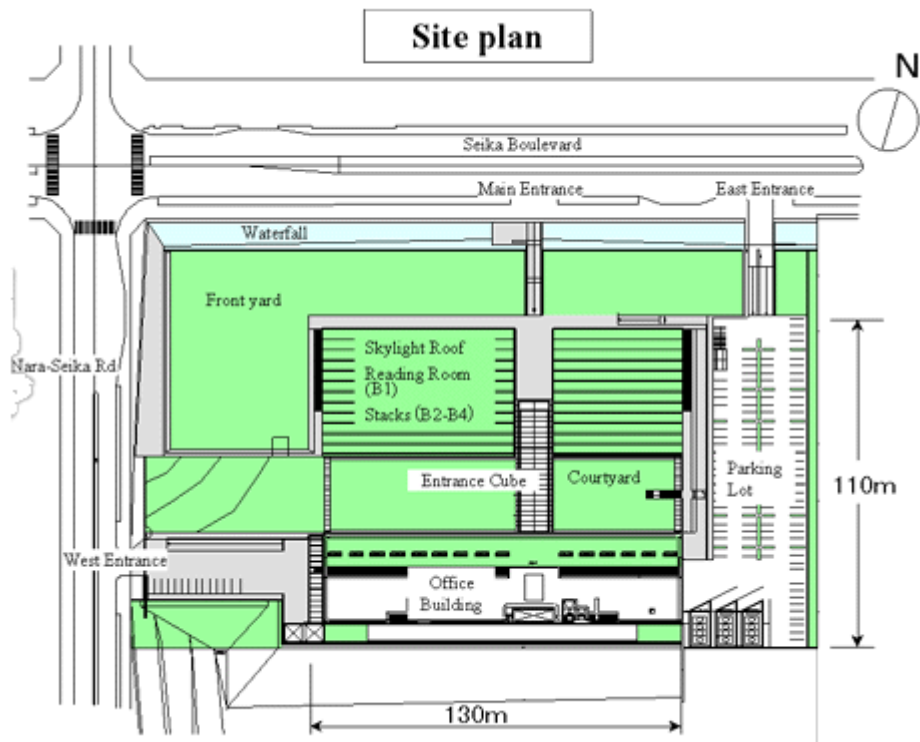 Site plan
N
Seika Boulevard
Main Entrance
East Entrance
Waterfall
Front yard
Nara-Seika Rd
Skylight Roof
Reading Room
(B1)
Stacks (B2-B4)
Entrance Cube
Courtyard
Parking
Lot
110m
West Entrance
Office
Building
130m